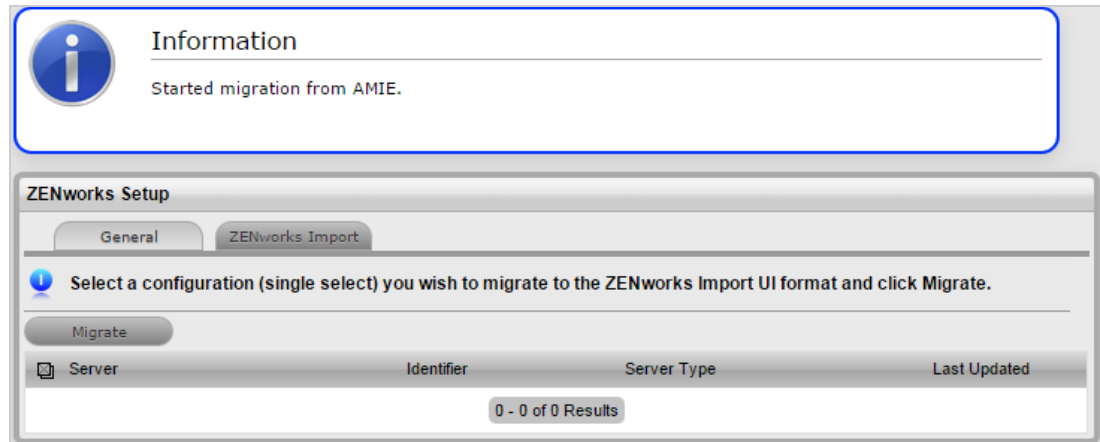 Information
Started migration from AMIE.
ZENworks Setup
General ZENworks Import
Select a configuration (single select) you wish to migrate to the ZENworks Import UI format and click Migrate.
Migrate
Server Identifier Server Type Last Updated
0 - 0 of 0 Results